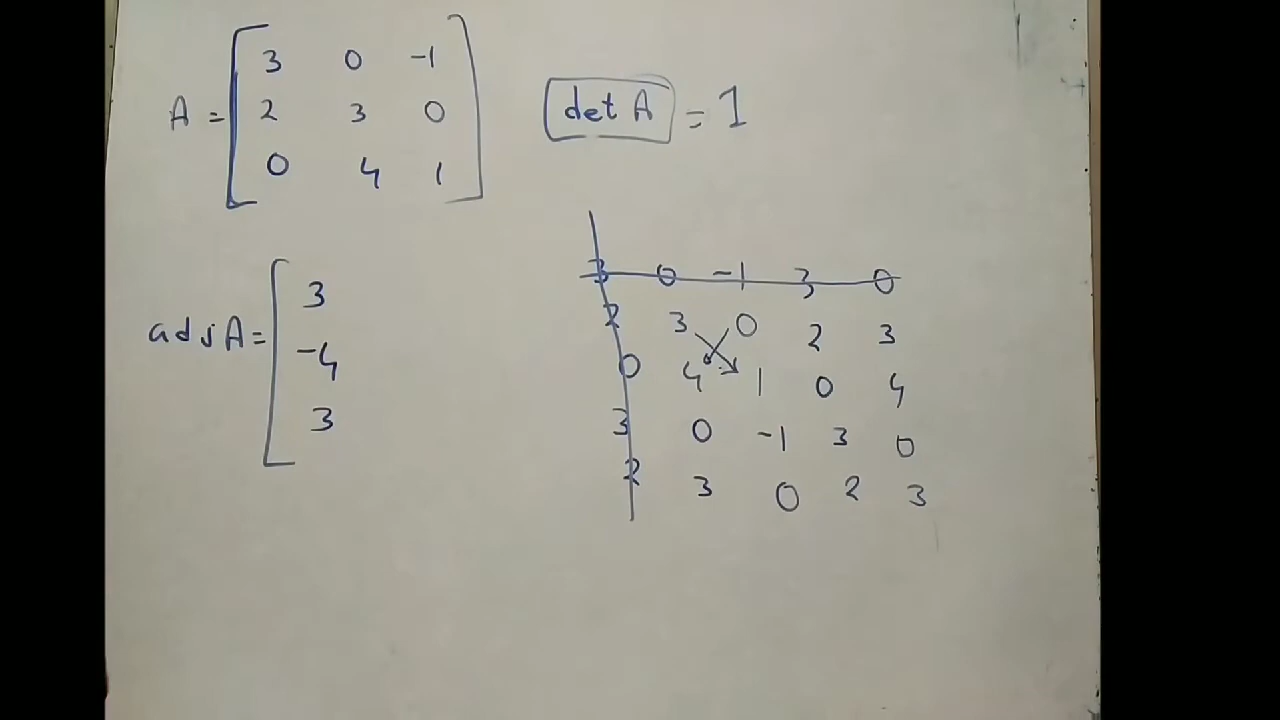 A = [ 3 0 -1
2 3 0
0 4 1 ]
det A = 1
adj A = [ 3
-4
3
3 0 -1 3 0
2 3 0 2 3
0 4 1 0 4
3 0 -1 3 0
2 3 0 2 3